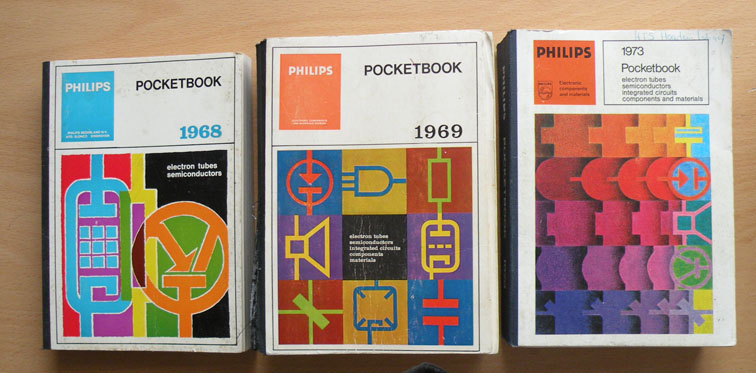 PHILIPS
POCKETBOOK
1968
electron tubes
semiconductors
PHILIPS
POCKETBOOK
1969
electron tubes
semiconductors
integrated circuits
components
materials
PHILIPS
Electronic
components
and materials
1973
Pocketbook
electron tubes
semiconductors
integrated circuits
components and materials